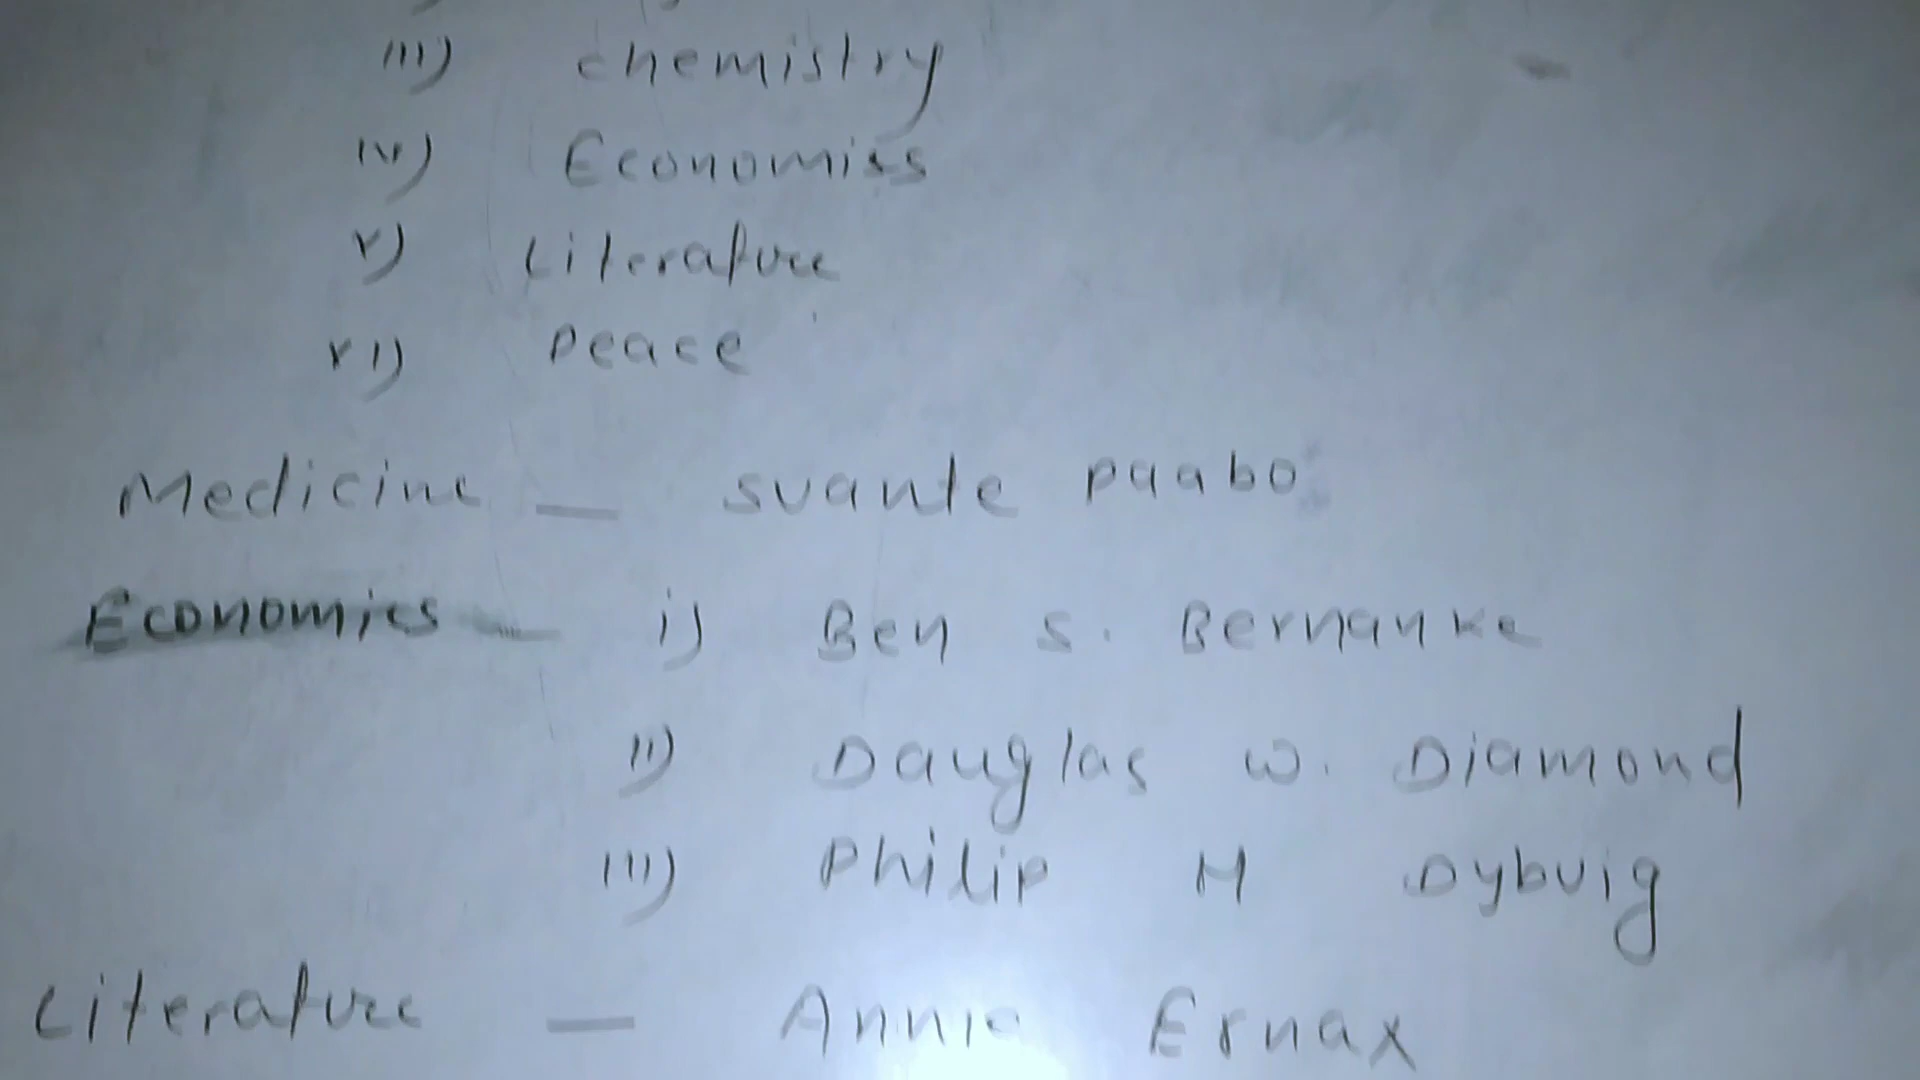 iii) chemistry
iv) Economiss
v) Literature
vi) peace
Medicine — svante paabo
Economics — i) Ben s. Bernanke
ii) Dauglas w. Diamond
iii) Philip H Dybvig
Literature — Annie Ernax